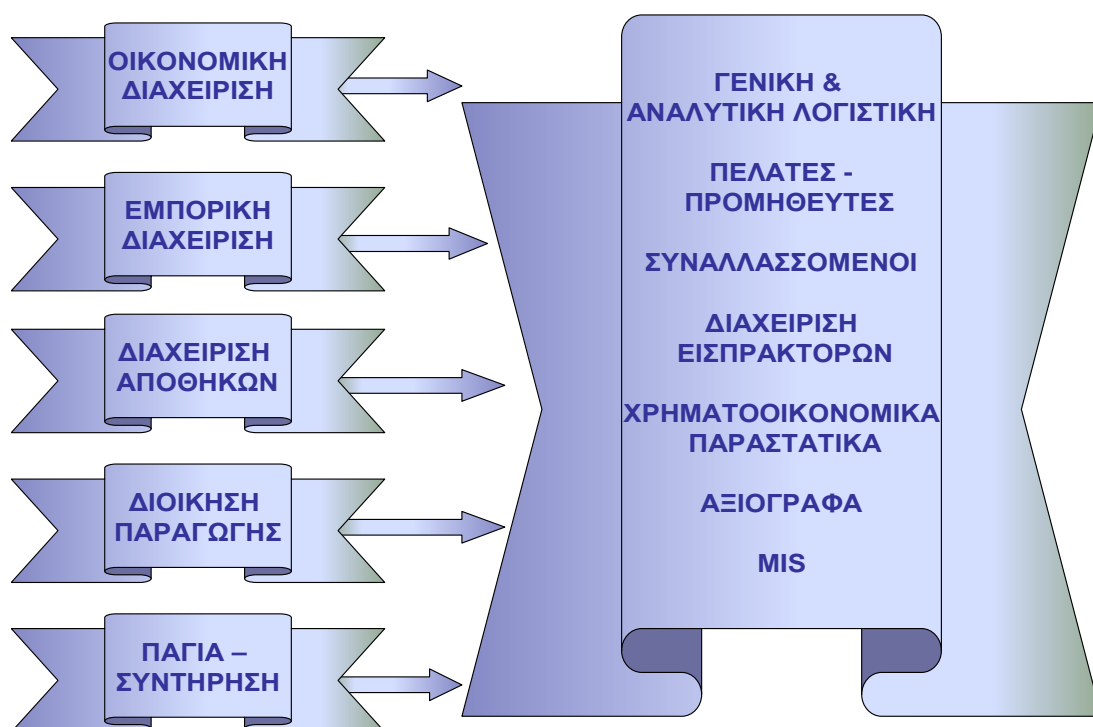 ΟΙΚΟΝΟΜΙΚΗ
ΔΙΑΧΕΙΡΙΣΗ
ΕΜΠΟΡΙΚΗ
ΔΙΑΧΕΙΡΙΣΗ
ΔΙΑΧΕΙΡΙΣΗ
ΑΠΟΘΗΚΩΝ
ΔΙΟΙΚΗΣΗ
ΠΑΡΑΓΩΓΗΣ
ΠΑΓΙΑ –
ΣΥΝΤΗΡΗΣΗ
ΓΕΝΙΚΗ &
ΑΝΑΛΥΤΙΚΗ ΛΟΓΙΣΤΙΚΗ
ΠΕΛΑΤΕΣ -
ΠΡΟΜΗΘΕΥΤΕΣ
ΣΥΝΑΛΛΑΣΣΟΜΕΝΟΙ
ΔΙΑΧΕΙΡΙΣΗ
ΕΙΣΠΡΑΚΤΟΡΩΝ
ΧΡΗΜΑΤΟΟΙΚΟΝΟΜΙΚΑ
ΠΑΡΑΣΤΑΤΙΚΑ
ΑΞΙΟΓΡΑΦΑ
MIS